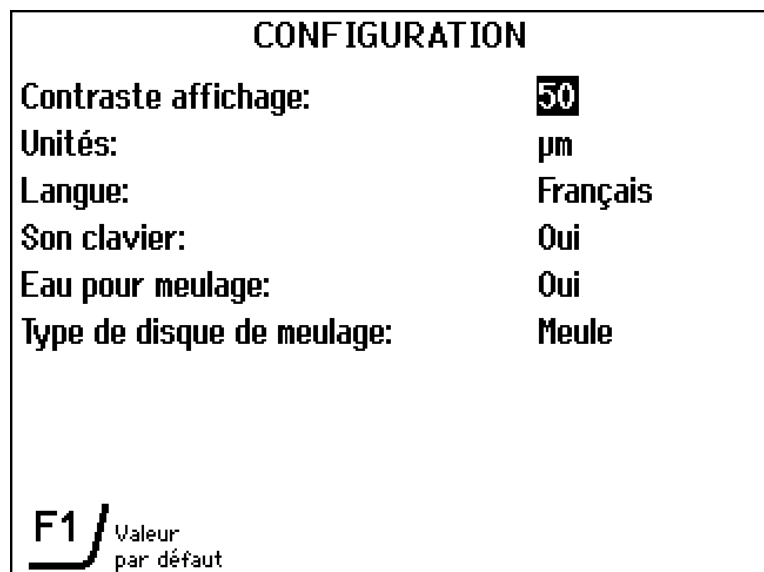 CONFIGURATION
Contraste affichage: 50
Unités: µm
Langue: Français
Son clavier: Oui
Eau pour meulage: Oui
Type de disque de meulage: Meule
F1 Valeur
par défaut